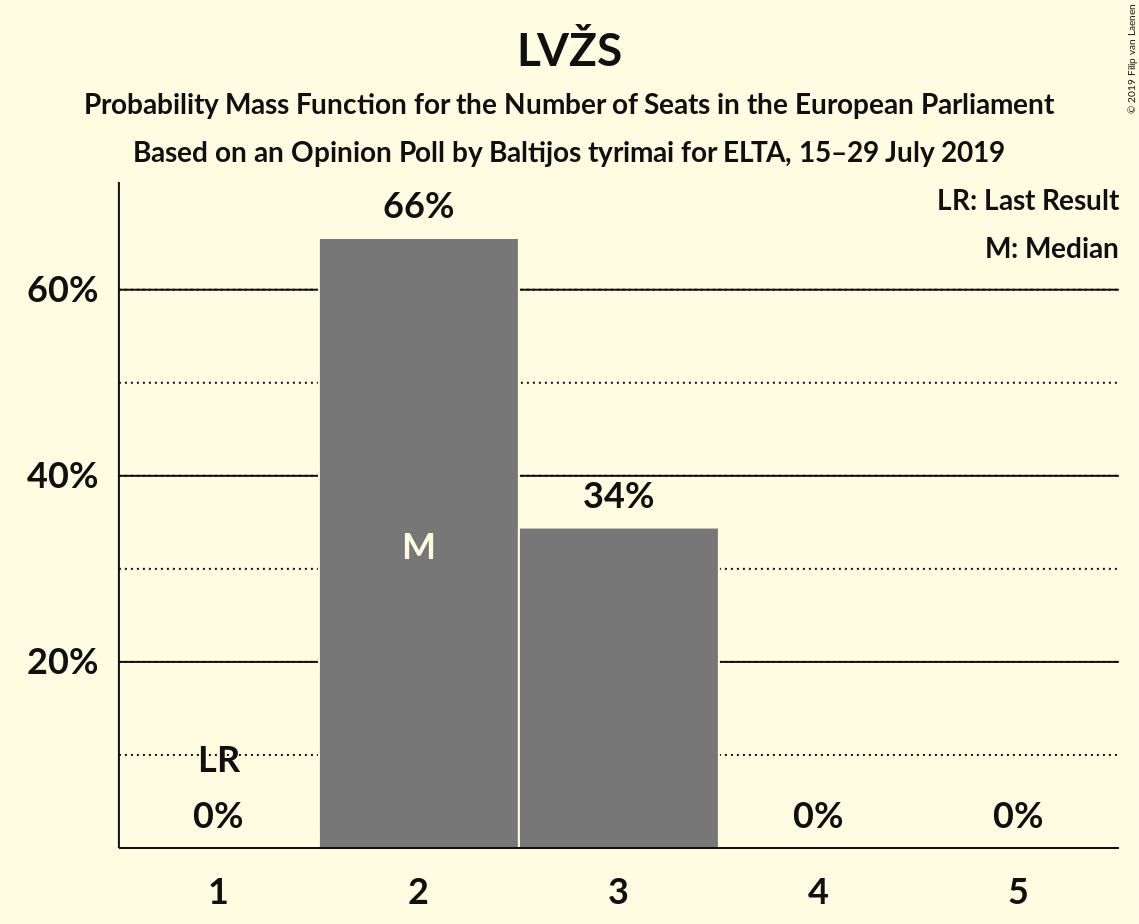 LVŽS
Probability Mass Function for the Number of Seats in the European Parliament
Based on an Opinion Poll by Baltijos tyrimai for ELTA, 15–29 July 2019
© 2019 Filip van Laenen
LR: Last Result
M: Median
66%
60%
40%
34%
M
20%
LR
0%
0%
0%
1
2
3
4
5